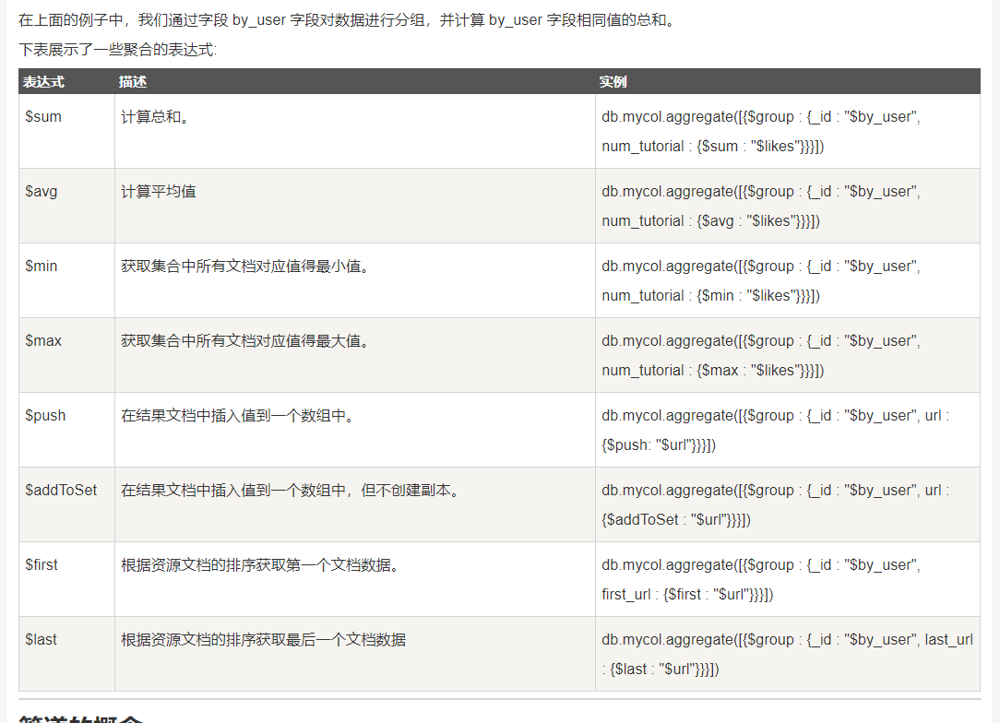 在上面的例子中，我们通过字段 by_user 字段对数据进行分组，并计算 by_user 字段相同值的总和。
下表展示了一些聚合的表达式:
表达式 描述 实例
$sum 计算总和。 db.mycol.aggregate([{$group : {_id : "$by_user",
num_tutorial : {$sum : "$likes"}}}])
$avg 计算平均值 db.mycol.aggregate([{$group : {_id : "$by_user",
num_tutorial : {$avg : "$likes"}}}])
$min 获取集合中所有文档对应值得最小值。 db.mycol.aggregate([{$group : {_id : "$by_user",
num_tutorial : {$min : "$likes"}}}])
$max 获取集合中所有文档对应值得最大值。 db.mycol.aggregate([{$group : {_id : "$by_user",
num_tutorial : {$max : "$likes"}}}])
$push 在结果文档中插入值到一个数组中。 db.mycol.aggregate([{$group : {_id : "$by_user", url :
{$push: "$url"}}}])
$addToSet 在结果文档中插入值到一个数组中，但不创建副本。 db.mycol.aggregate([{$group : {_id : "$by_user", url :
{$addToSet : "$url"}}}])
$first 根据资源文档的排序获取第一个文档数据。 db.mycol.aggregate([{$group : {_id : "$by_user",
first_url : {$first : "$url"}}}])
$last 根据资源文档的排序获取最后一个文档数据 db.mycol.aggregate([{$group : {_id : "$by_user", last_url
: {$last : "$url"}}}])
管道的概念